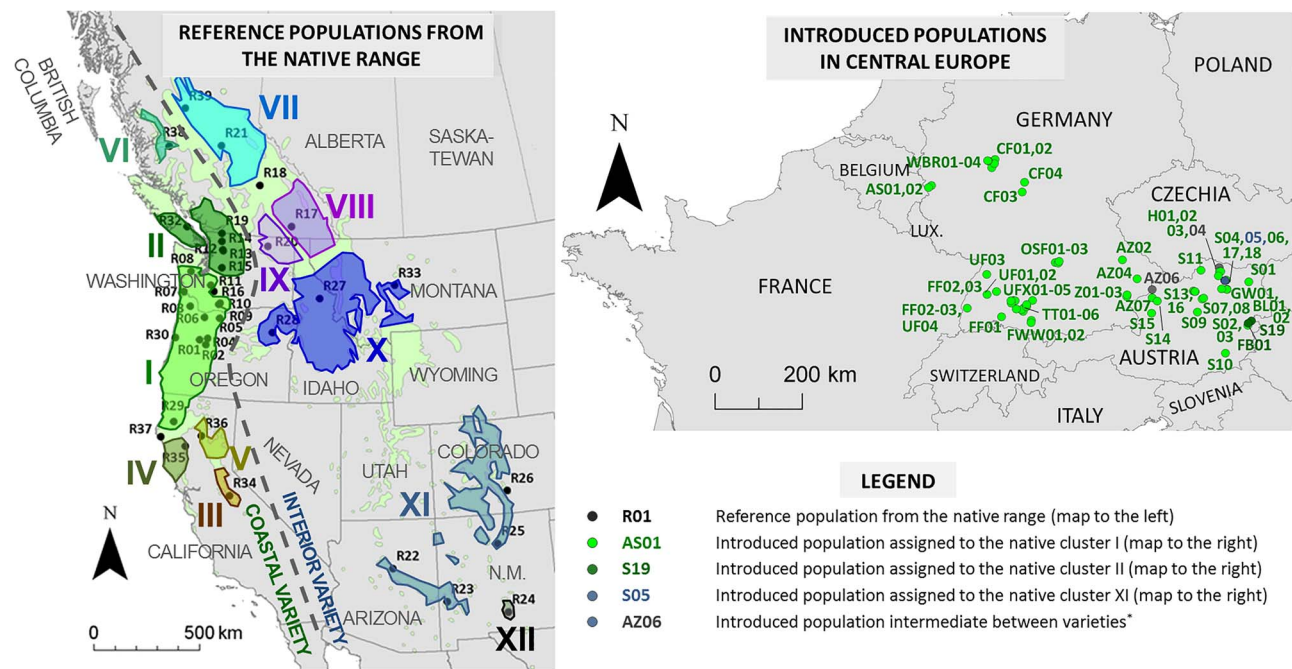 REFERENCE POPULATIONS FROM
THE NATIVE RANGE
BRITISH
COLUMBIA
ALBERTA
SASKA-
TEWAN
R39
VII
R21
R38
VI
R18
R17
VIII
R20
IX
R32
R19
R14
R12
R13
R15
II
R08
WASHINGTON
R11
R07
R16
R10
R03
R09
R06
R05
R30
R04
R01
R02
I
OREGON
R33
MONTANA
R27
R28
X
IDAHO
WYOMING
R29
R37
R36
R35
IV
V
R34
III
NEVADA
UTAH
COLORADO
XI
R26
R25
CALIFORNIA
COASTAL VARIETY
INTERIOR VARIETY
R22
R23
N.M.
R24
ARIZONA
XII
N
0 500 km
INTRODUCED POPULATIONS
IN CENTRAL EUROPE
POLAND
N
GERMANY
BELGIUM
WBR01-04
CF01,02
AS01,02
CF04
CF03
CZECHIA
LUX.
H01,02
03,04
S04,05,06,
17,18
OSF01-03
AZ02
S11
S01
UF03
AZ04
AZ06
FRANCE
UF01,02
FF02,03
UFX01-05
Z01-03
S13,
16
GW01,
BL01,
02
FF02-03,
UF04
TT01-06
AZ07
S07,08
FF01
S15
S09
S02,
03
S19
FWW01,02
S14
FB01
AUSTRIA
S10
0 200 km
SWITZERLAND
SLOVENIA
ITALY
LEGEND
R01 Reference population from the native range (map to the left)
AS01 Introduced population assigned to the native cluster I (map to the right)
S19 Introduced population assigned to the native cluster II (map to the right)
S05 Introduced population assigned to the native cluster XI (map to the right)
AZ06 Introduced population intermediate between varieties*